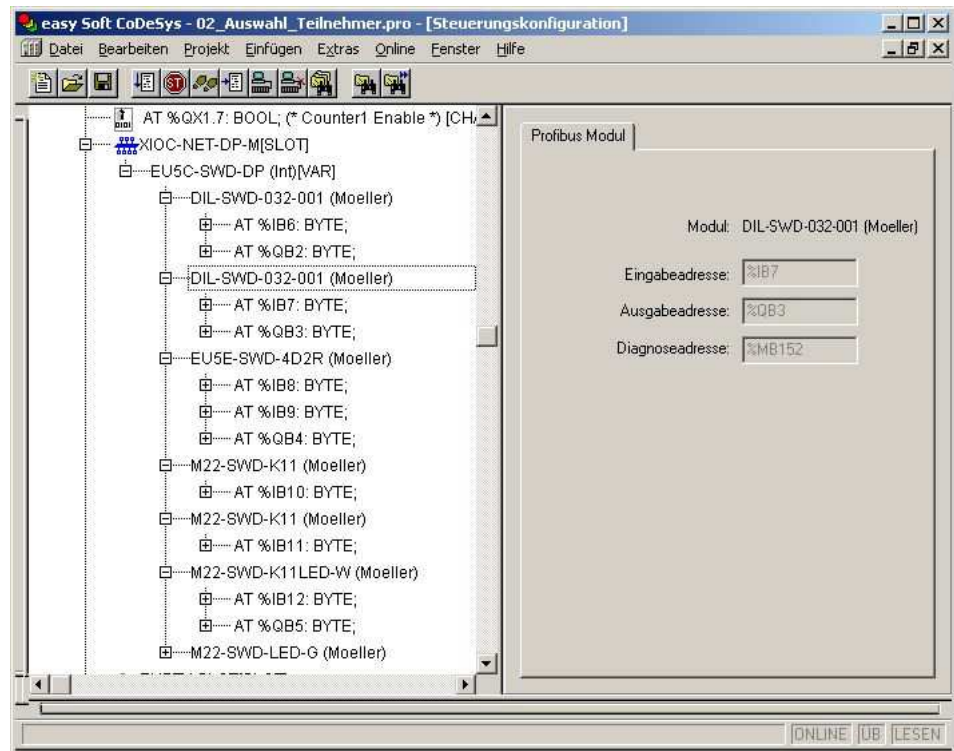 easy Soft CoDeSys - 02_Auswahl_Teilnehmer.pro - [Steuerungskonfiguration]
Datei Bearbeiten Projekt Einfügen Extras Online Fenster Hilfe
AT %QX1.7: BOOL; (* Counter1 Enable *) [CH
XIOC-NET-DP-M[SLOT]
EU5C-SWD-DP (Int)[VAR]
DIL-SWD-032-001 (Moeller)
AT %IB6: BYTE;
AT %QB2: BYTE;
DIL-SWD-032-001 (Moeller)
AT %IB7: BYTE;
AT %QB3: BYTE;
EU5E-SWD-4D2R (Moeller)
AT %IB8: BYTE;
AT %IB9: BYTE;
AT %QB4: BYTE;
M22-SWD-K11 (Moeller)
AT %IB10: BYTE;
M22-SWD-K11 (Moeller)
AT %IB11: BYTE;
M22-SWD-K11LED-W (Moeller)
AT %IB12: BYTE;
AT %QB5: BYTE;
M22-SWD-LED-G (Moeller)
Profibus Modul
Modul: DIL-SWD-032-001 (Moeller)
Eingabeadresse: %IB7
Ausgabeadresse: %QB3
Diagnoseadresse: %MB152
ONLINE ÜB LESEN